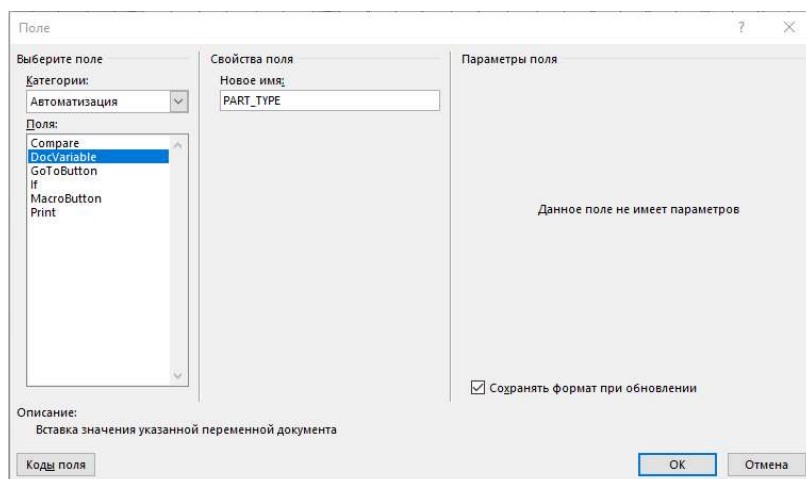 Поле
?
Выберите поле
Категории:
Автоматизация
Поля:
Compare
DocVariable
GoToButton
If
MacroButton
Print
Свойства поля
Новое имя:
PART_TYPE
Параметры поля
Данное поле не имеет параметров
Сохранять формат при обновлении
Описание:
Вставка значения указанной переменной документа
Коды поля
ОК
Отмена